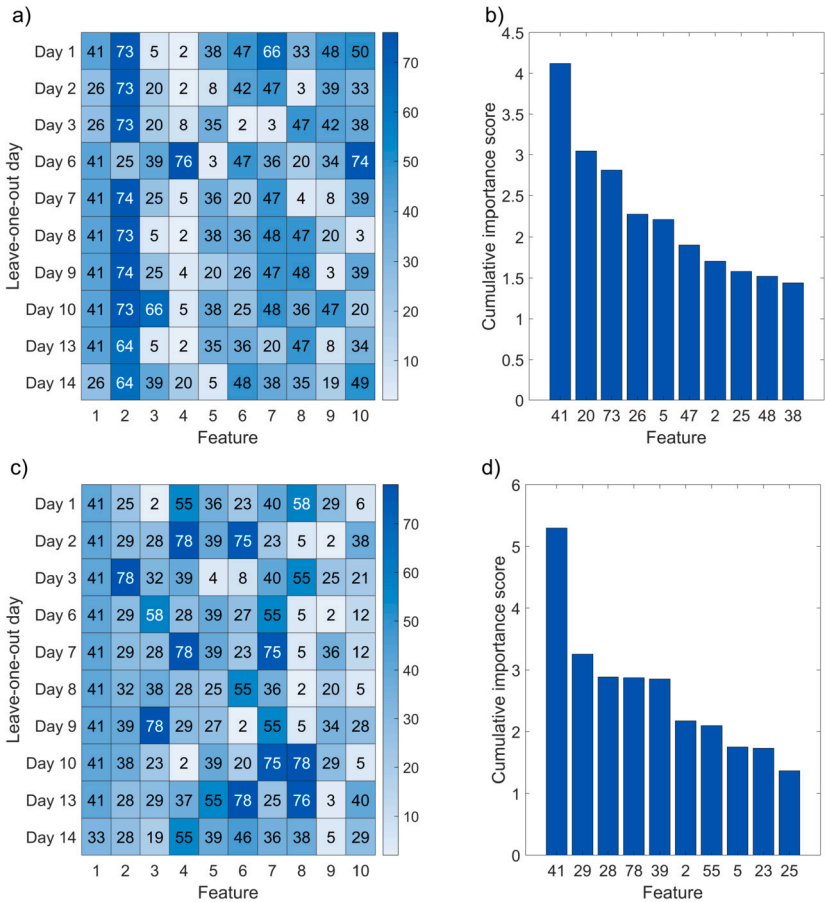 a)
Leave-one-out day
Day 1 41 73 5 2 38 47 66 33 48 50
Day 2 26 73 20 2 8 42 47 3 39 33
Day 3 26 73 20 8 35 2 3 47 42 38
Day 6 41 25 39 76 3 47 36 20 34 74
Day 7 41 74 25 5 36 20 47 4 8 39
Day 8 41 73 5 2 38 36 48 47 20 3
Day 9 41 74 25 4 20 26 47 48 3 39
Day 10 41 73 66 5 38 25 48 36 47 20
Day 13 41 64 5 2 35 36 20 47 8 34
Day 14 26 64 39 20 5 48 38 35 19 49
1 2 3 4 5 6 7 8 9 10
Feature
70
60
50
40
30
20
10
b)
Cumulative importance score
4.5
4
3.5
3
2.5
2
1.5
1
0.5
0
41 20 73 26 5 47 2 25 48 38
Feature
c)
Leave-one-out day
Day 1 41 25 2 55 36 23 40 58 29 6
Day 2 41 29 28 78 39 75 23 5 2 38
Day 3 41 78 32 39 4 8 40 55 25 21
Day 6 41 29 58 28 39 27 55 5 2 12
Day 7 41 29 28 78 39 23 75 5 36 12
Day 8 41 32 38 28 25 55 36 2 20 5
Day 9 41 39 78 29 27 2 55 5 34 28
Day 10 41 38 23 2 39 20 75 78 29 5
Day 13 41 28 29 37 55 78 25 76 3 40
Day 14 33 28 19 55 39 46 36 38 5 29
1 2 3 4 5 6 7 8 9 10
Feature
70
60
50
40
30
20
10
d)
Cumulative importance score
6
5
4
3
2
1
0
41 29 28 78 39 2 55 5 23 25
Feature